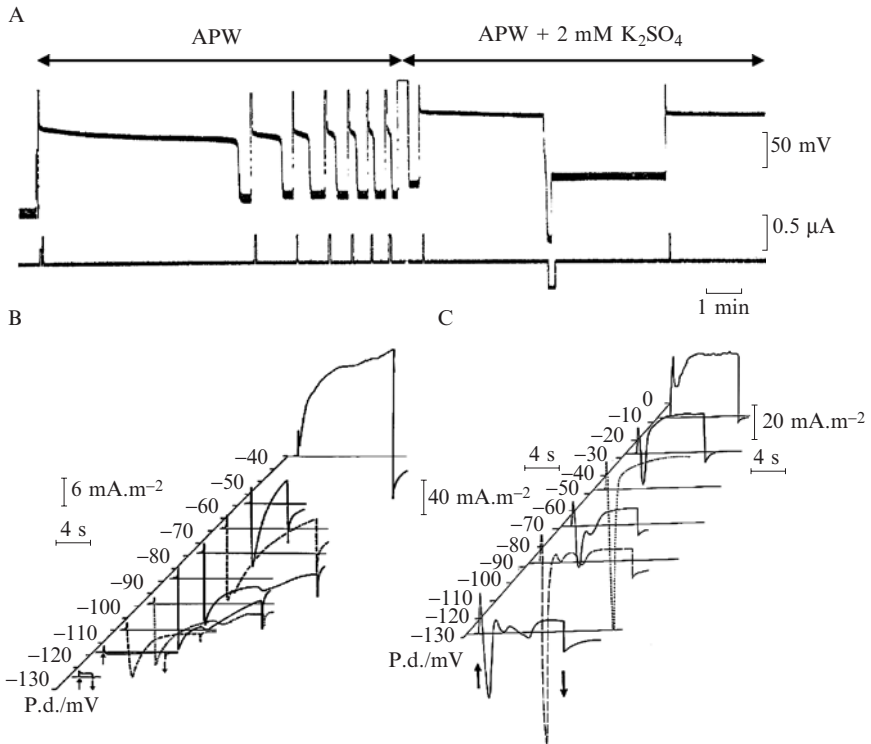 A
APW
APW + 2 mM K₂SO₄
50 mV
0.5 μA
1 min
B
−40
−50
−60
−70
−80
−90
−100
−110
−120
−130
P.d./mV
6 mA.m⁻²
4 s
40 mA.m⁻²
C
0
−10
−20
−30
−40
−50
−60
−70
−80
−90
−100
−110
−120
−130
P.d./mV
4 s
20 mA.m⁻²
4 s